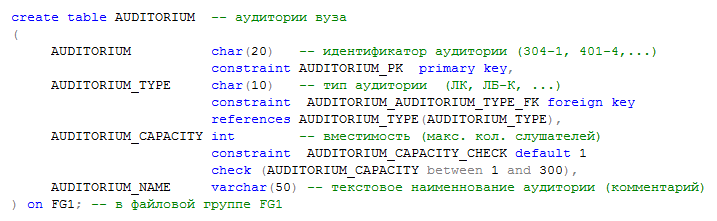 create table AUDITORIUM  -- аудитории вуза
(
     AUDITORIUM          char(20)   -- идентификатор аудитории (304-1, 401-4,...)
                         constraint AUDITORIUM_PK  primary key,
     AUDITORIUM_TYPE     char(10)   -- тип аудитории  (ЛК, ЛБ-К, ...)
                         constraint  AUDITORIUM_AUDITORIUM_TYPE_FK foreign key
                         references AUDITORIUM_TYPE(AUDITORIUM_TYPE),
     AUDITORIUM_CAPACITY int        -- вместимость (макс. кол. слушателей)
                         constraint  AUDITORIUM_CAPACITY_CHECK default 1
                         check (AUDITORIUM_CAPACITY between 1 and 300),
     AUDITORIUM_NAME     varchar(50) -- текстовое наименнование аудитории (комментарий)
) on FG1; -- в файловой группе FG1